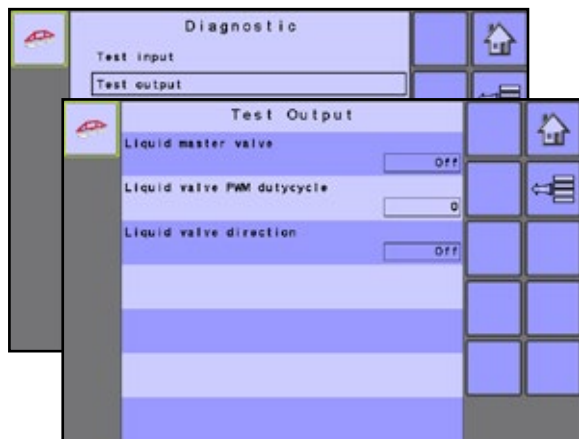 Diagnostic
Test input
Test output
Test Output
Liquid master valve
Off
Liquid valve PWM dutycycle
0
Liquid valve direction
Off